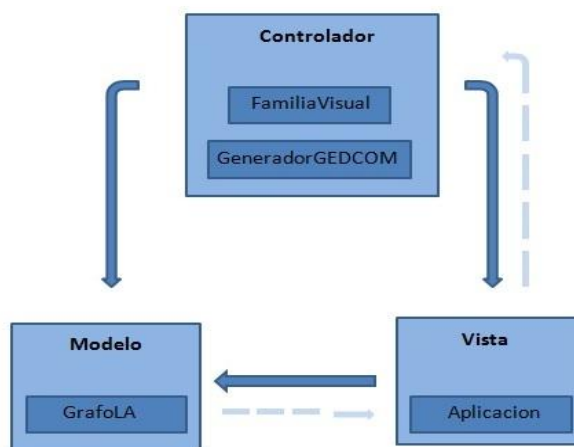 Controlador
FamiliaVisual
GeneradorGEDCOM
Modelo
GrafoLA
Vista
Aplicacion